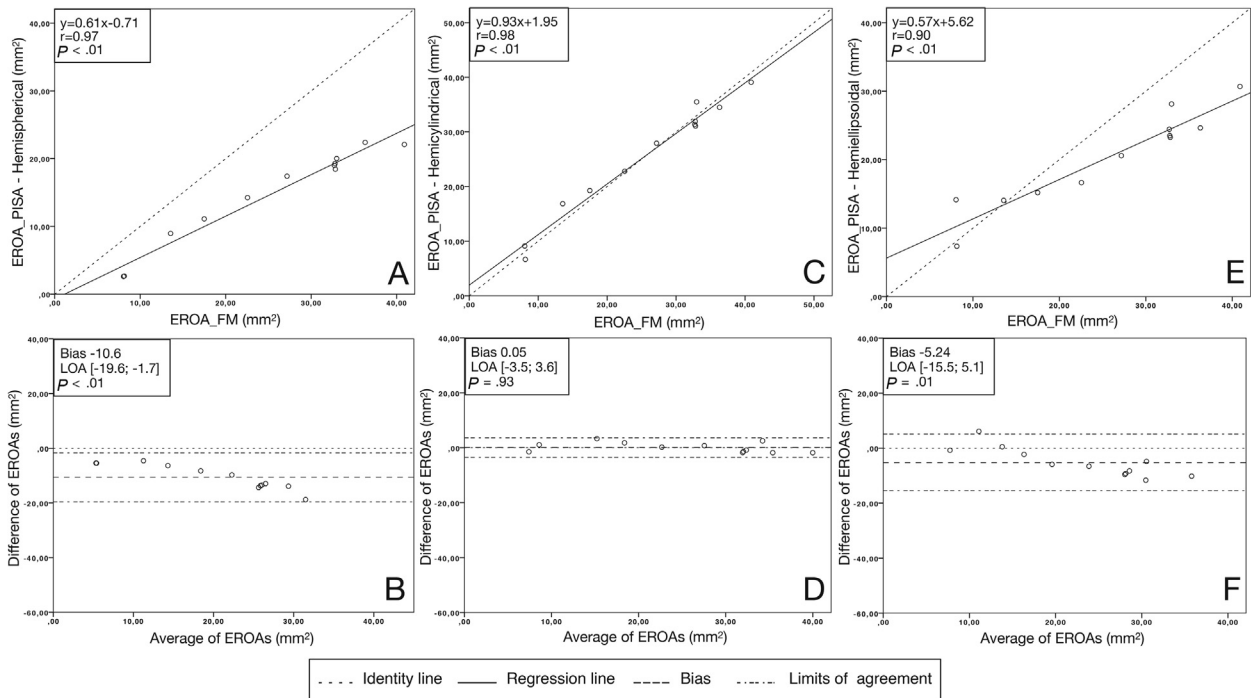 y=0.61x-0.71
r=0.97
P < .01
EROA_PISA - Hemispherical (mm²)
40,00
30,00
20,00
10,00
,00
,00 10,00 20,00 30,00 40,00
EROA_FM (mm²)
A
y=0.93x+1.95
r=0.98
P < .01
EROA_PISA - Hemicylindrical (mm²)
50,00
40,00
30,00
20,00
10,00
,00
,00 10,00 20,00 30,00 40,00 50,00
EROA_FM (mm²)
C
y=0.57x+5.62
r=0.90
P < .01
EROA_PISA - Hemiellipsoidal (mm²)
40,00
30,00
20,00
10,00
,00
,00 10,00 20,00 30,00 40,00
EROA_FM (mm²)
E
Bias -10.6
LOA [-19.6; -1.7]
P < .01
Difference of EROAs (mm²)
40,00
20,00
,00
-20,00
-40,00
-60,00
,00 10,00 20,00 30,00 40,00
Average of EROAs (mm²)
B
Bias 0.05
LOA [-3.5; 3.6]
P = .93
Difference of EROAs (mm²)
40,00
20,00
,00
-20,00
-40,00
-60,00
,00 10,00 20,00 30,00 40,00
Average of EROAs (mm²)
D
Bias -5.24
LOA [-15.5; 5.1]
P = .01
Difference of EROAs (mm²)
40,00
20,00
,00
-20,00
-40,00
-60,00
,00 10,00 20,00 30,00 40,00
Average of EROAs (mm²)
F
Identity line Regression line Bias Limits of agreement